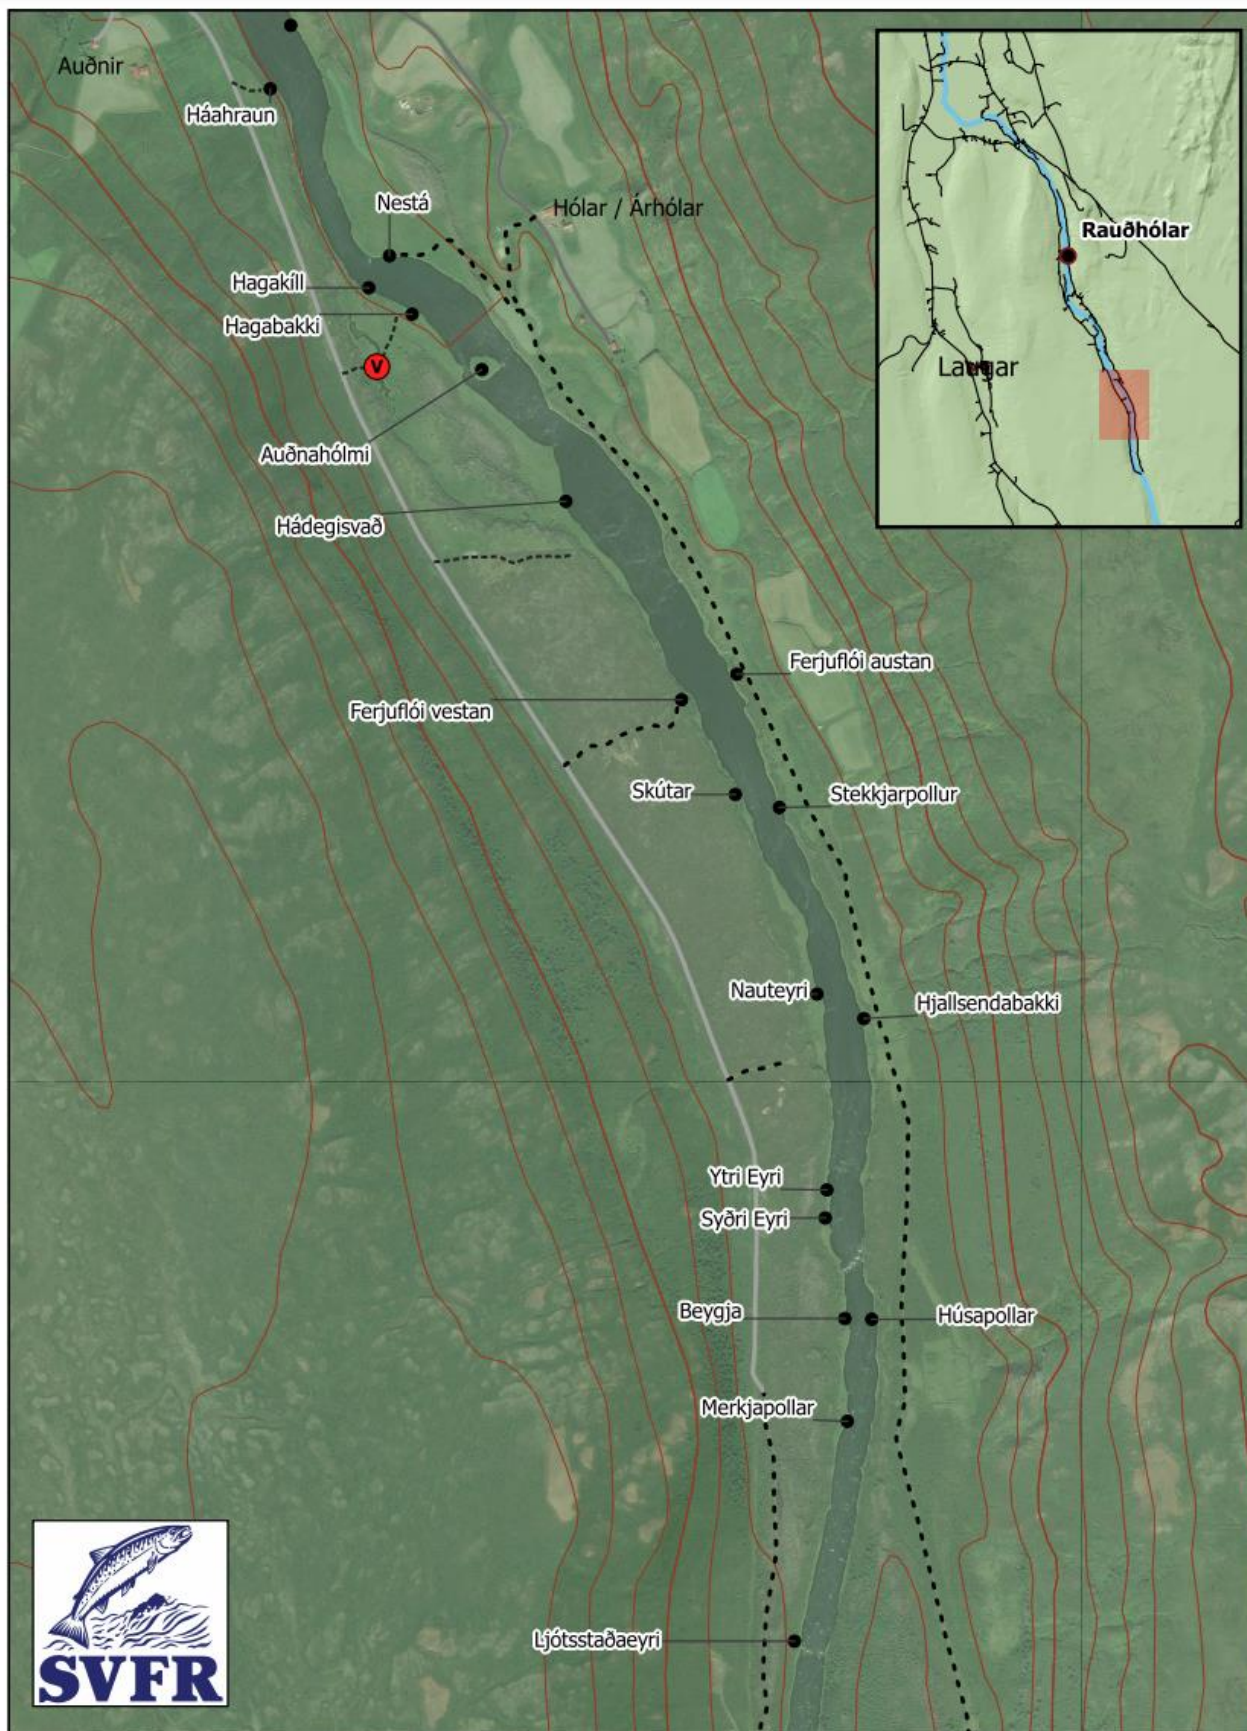 Auðnir
Háahraun
Nestá
Hólar / Árhólar
Hagakíll
Hagabakki
V
Auðnahólmi
Hádegisvað
Rauðhólar
Laugar
Ferjuflói austan
Ferjuflói vestan
Skútar
Stekkjarpollur
Nauteyri
Hjallsendabakki
Ytri Eyri
Syðri Eyri
Beygja
Húsapollar
Merkjapollar
Ljótsstaðaeyri
SVFR